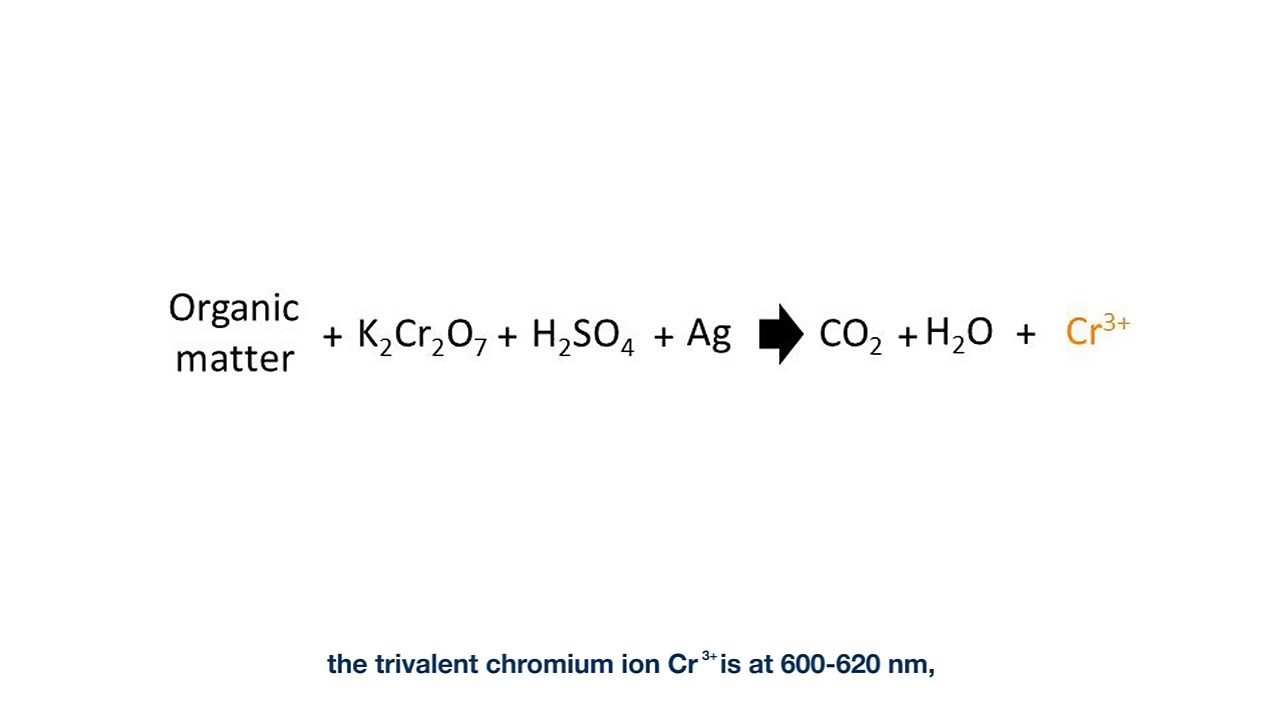 Organic matter + K₂Cr₂O₇ + H₂SO₄ + Ag → CO₂ + H₂O + Cr³⁺
the trivalent chromium ion Cr³⁺ is at 600-620 nm,